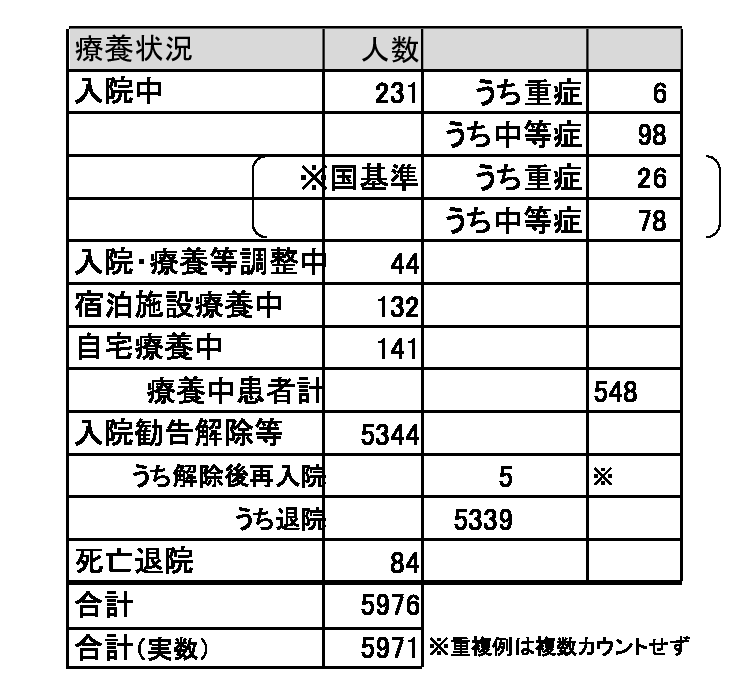 療養状況 人数
入院中 231 うち重症 6
うち中等症 98
※国基準 うち重症 26
うち中等症 78
入院・療養等調整中 44
宿泊施設療養中 132
自宅療養中 141
療養中患者計 548
入院勧告解除等 5344
うち解除後再入院 5 ※
うち退院 5339
死亡退院 84
合計 5976
合計(実数) 5971 ※重複例は複数カウントせず